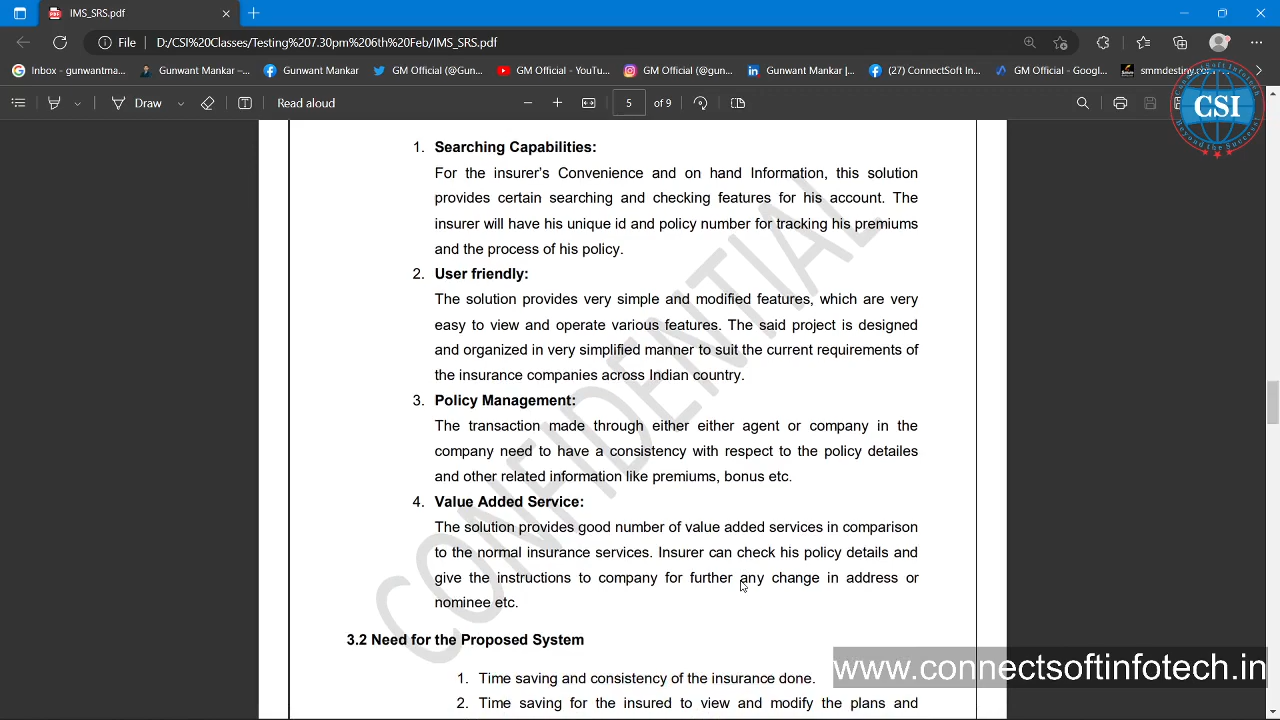 IMS_SRS.pdf
File
D:/CSI%20Classes/Testing%207.30pm%206th%20Feb/IMS_SRS.pdf
Inbox - gunwantma...
Gunwant Mankar –...
Gunwant Mankar
GM Official (@Gun...
GM Official - YouTu...
GM Official (@gun...
Gunwant Mankar |...
(27) ConnectSoft In...
GM Official - Googl...
Draw
Read aloud
5 of 9
CSI
Beyond the Success
1. Searching Capabilities:
For the insurer's Convenience and on hand Information, this solution
provides certain searching and checking features for his account. The
insurer will have his unique id and policy number for tracking his premiums
and the process of his policy.
2. User friendly:
The solution provides very simple and modified features, which are very
easy to view and operate various features. The said project is designed
and organized in very simplified manner to suit the current requirements of
the insurance companies across Indian country.
3. Policy Management:
The transaction made through either either agent or company in the
company need to have a consistency with respect to the policy detailes
and other related information like premiums, bonus etc.
4. Value Added Service:
The solution provides good number of value added services in comparison
to the normal insurance services. Insurer can check his policy details and
give the instructions to company for further any change in address or
nominee etc.
CONFIDENTIAL
3.2 Need for the Proposed System
1. Time saving and consistency of the insurance done.
2. Time saving for the insured to view and modify the plans and
www.connectsoftinfotech.in